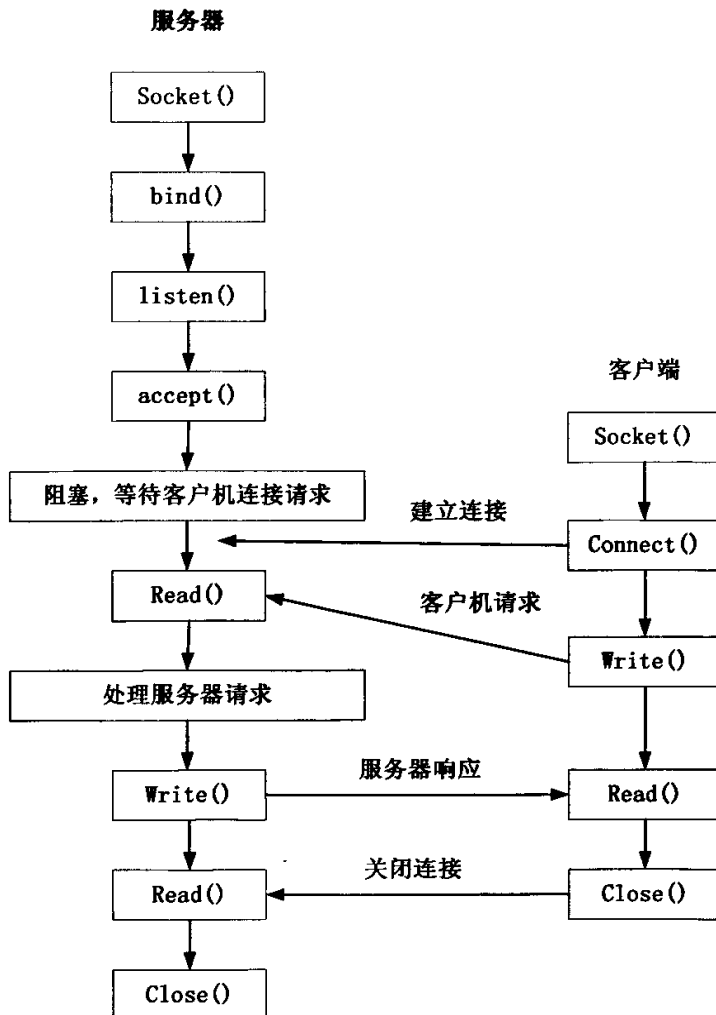 服务器
Socket()
bind()
listen()
accept()
阻塞，等待客户机连接请求
Read()
处理服务器请求
Write()
Read()
Close()
客户端
Socket()
建立连接
Connect()
客户机请求
Write()
服务器响应
Read()
关闭连接
Close()